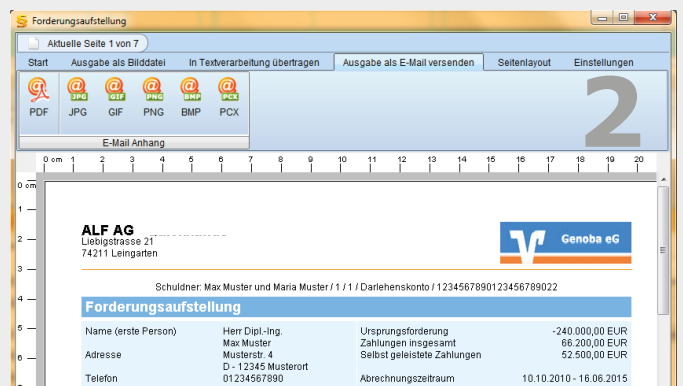 Forderungsaufstellung
Aktuelle Seite 1 von 7
Start Ausgabe als Bilddatei In Textverarbeitung übertragen Ausgabe als E-Mail versenden Seitenlayout Einstellungen
JPG GIF PNG BMP PCX
PDF JPG GIF PNG BMP PCX
E-Mail Anhang
2
0 cm 1 2 3 4 5 6 7 8 9 10 11 12 13 14 15 16 17 18 19 20
0 cm
1
2
3
4
5
6
ALF AG
Liebigstrasse 21
74211 Leingarten
Genoba eG
Schuldner: Max Muster und Maria Muster / 1 / 1 / Darlehenskonto / 1234567890123456789022
Forderungsaufstellung
Name (erste Person) Herr Dipl.-Ing. Ursprungsforderung -240.000,00 EUR
Max Muster Zahlungen insgesamt 66.200,00 EUR
Adresse Musterstr. 4 Selbst geleistete Zahlungen 52.500,00 EUR
D - 12345 Musterort
Telefon 01234567890 Abrechnungszeitraum 10.10.2010 - 16.06.2015